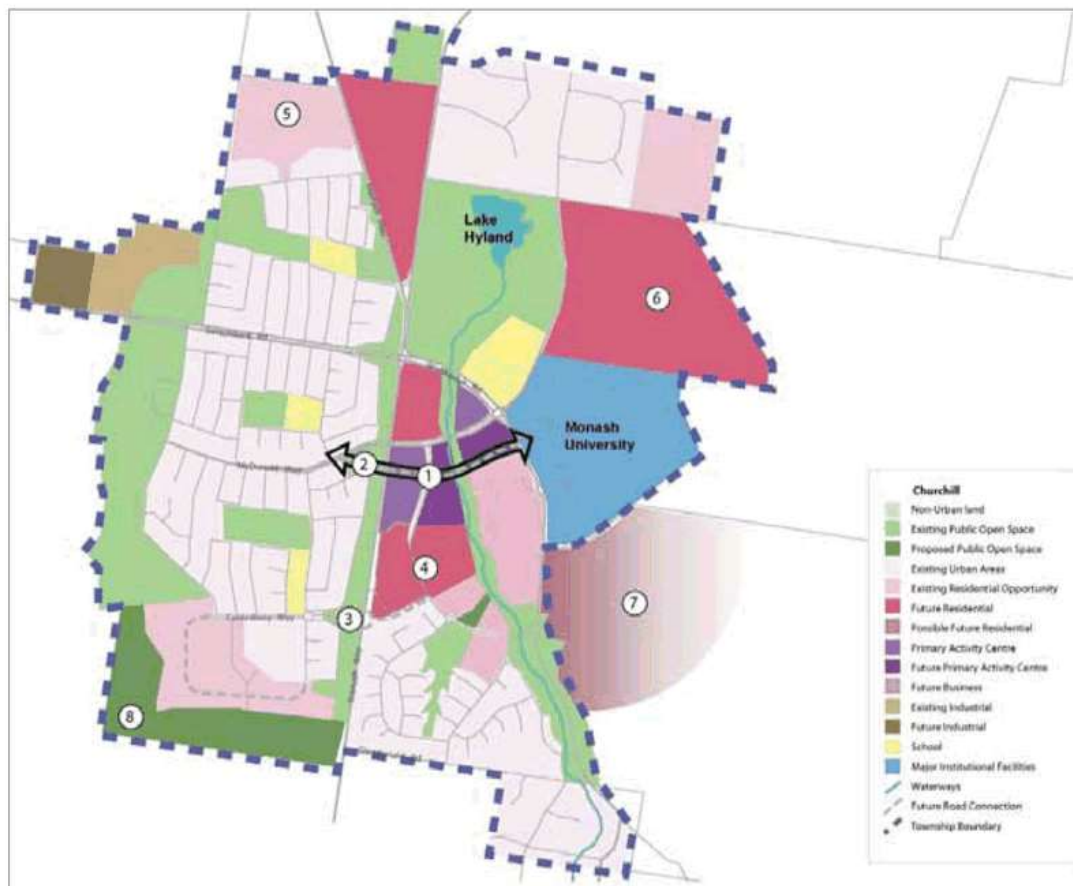 5
Lake
Hyland
6
Monash
University
McDonald Way
2
1
4
7
3
8
Churchill
Non-Urban land
Existing Public Open Space
Proposed Public Open Space
Existing Urban Areas
Existing Residential Opportunity
Future Residential
Possible Future Residential
Primary Activity Centre
Future Primary Activity Centre
Future Business
Existing Industrial
Future Industrial
School
Major Institutional Facilities
Waterways
Future Road Connection
Township Boundary